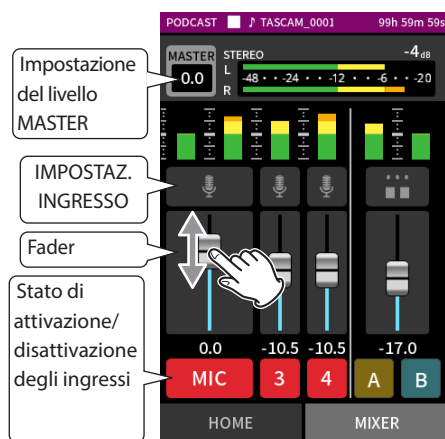 PODCAST ♪ TASCAM_0001 99h 59m 59s
MASTER
0.0
STEREO -4dB
L
-48 · · -24 · · -12 · · -6 · · -20
R
Impostazione
del livello
MASTER
IMPOSTAZ.
INGRESSO
Fader
Stato di
attivazione/
disattivazione
degli ingressi
0.0 -10.5 -10.5 -17.0
MIC 3 4 A B
HOME MIXER